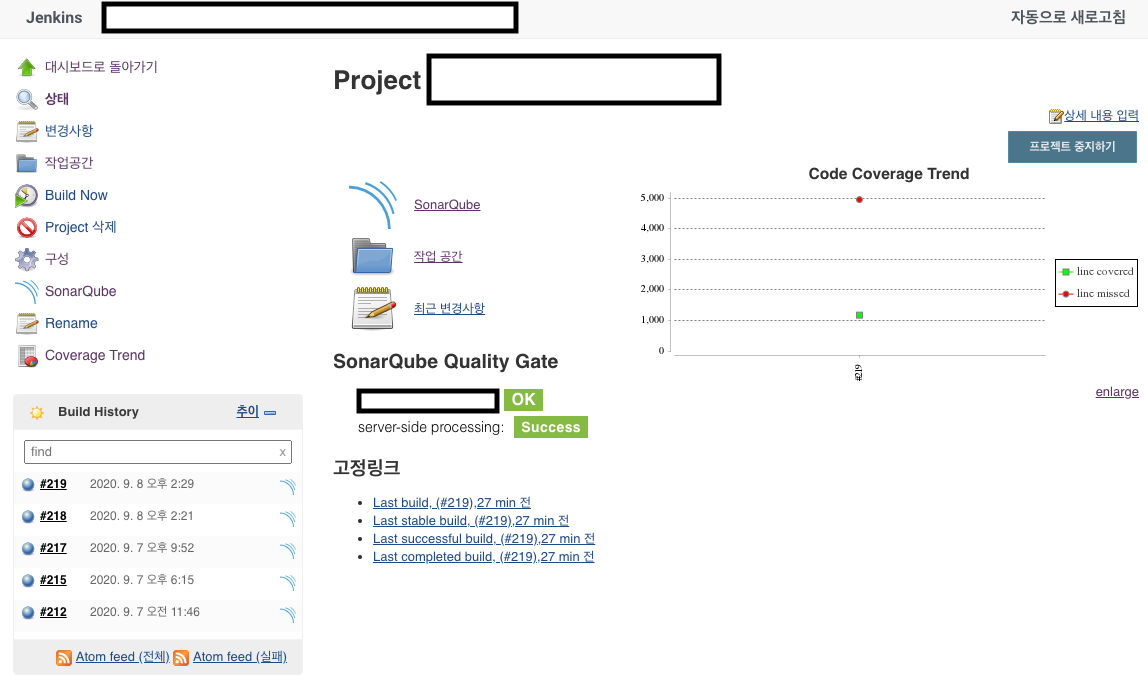 Jenkins
자동으로 새로고침
대시보드로 돌아가기
상태
변경사항
작업공간
Build Now
Project 삭제
구성
SonarQube
Rename
Coverage Trend
Build History 추이
find x
#219 2020. 9. 8 오후 2:29
#218 2020. 9. 8 오후 2:21
#217 2020. 9. 7 오후 9:52
#215 2020. 9. 7 오후 6:15
#212 2020. 9. 7 오전 11:46
Atom feed (전체) Atom feed (실패)
Project
상세 내용 입력
프로젝트 중지하기
SonarQube
작업 공간
최근 변경사항
Code Coverage Trend
5,000
4,000
3,000
2,000
1,000
0
#219
line covered
line missed
enlarge
SonarQube Quality Gate
OK
server-side processing: Success
고정링크
Last build, (#219),27 min 전
Last stable build, (#219),27 min 전
Last successful build, (#219),27 min 전
Last completed build, (#219),27 min 전